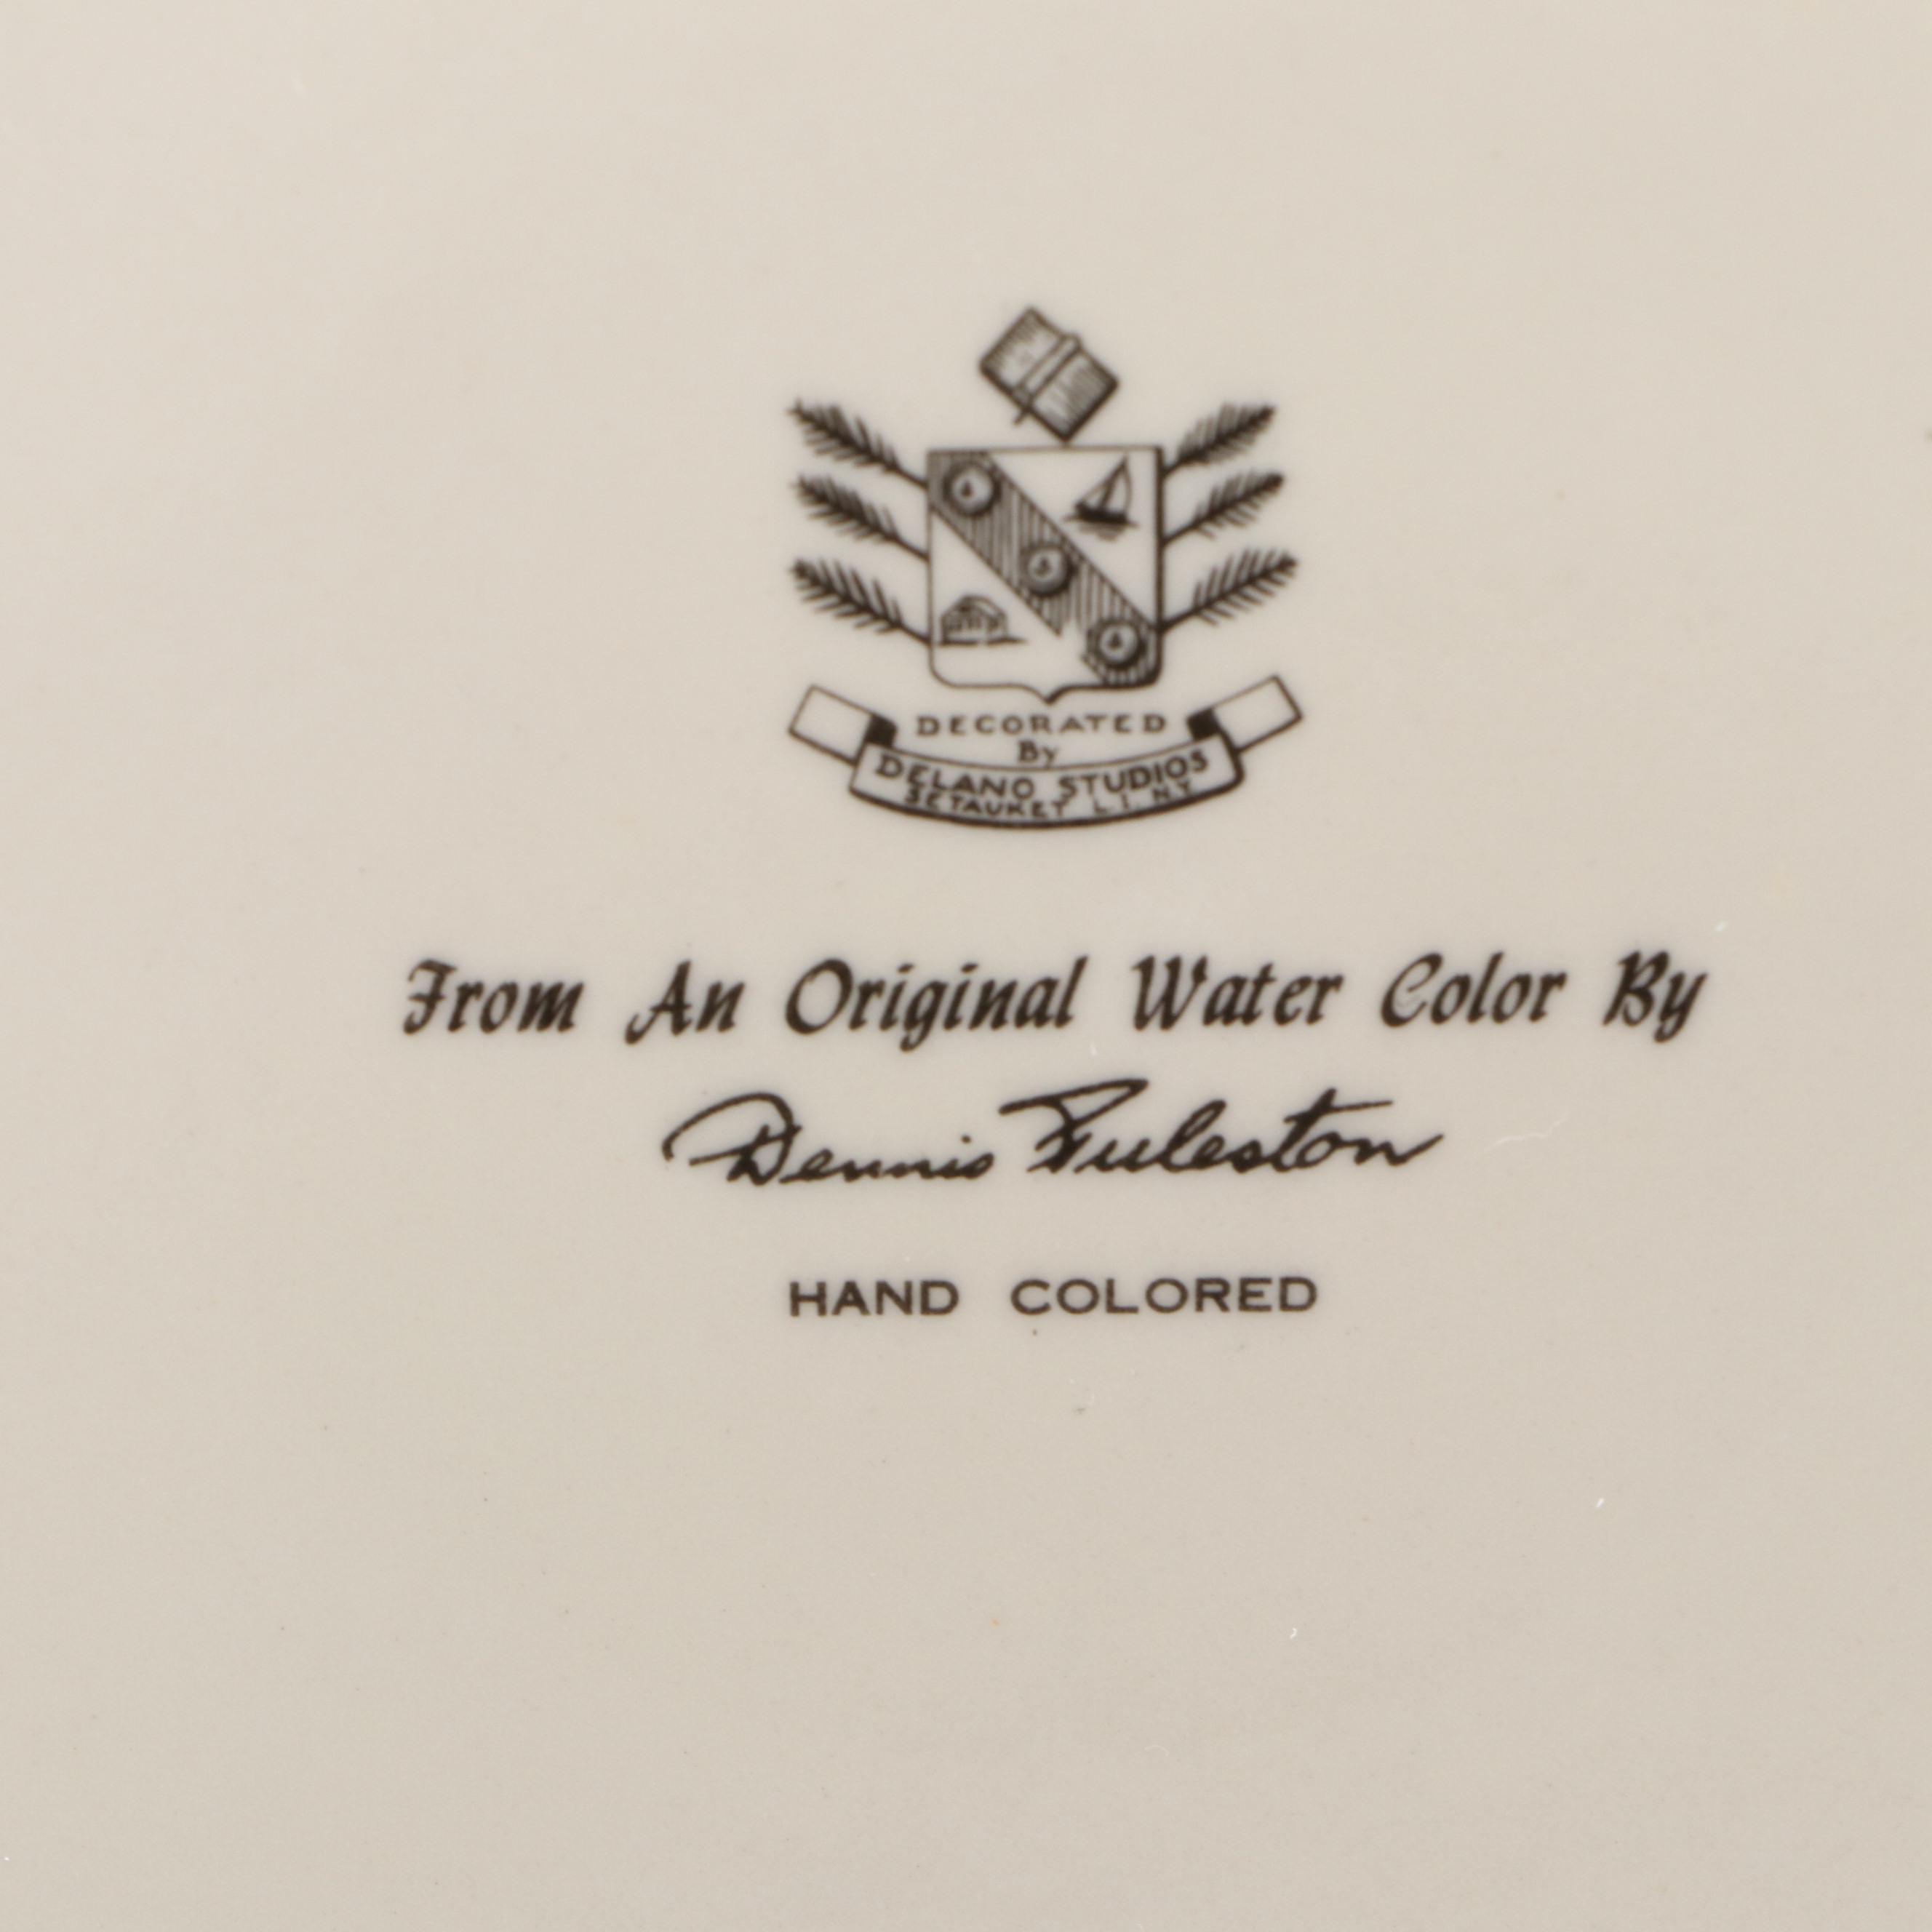 DECORATED
By
DELANO STUDIOS
SETAUKET L.I. N.Y.
From An Original Water Color By
Dennis Puleston
HAND COLORED